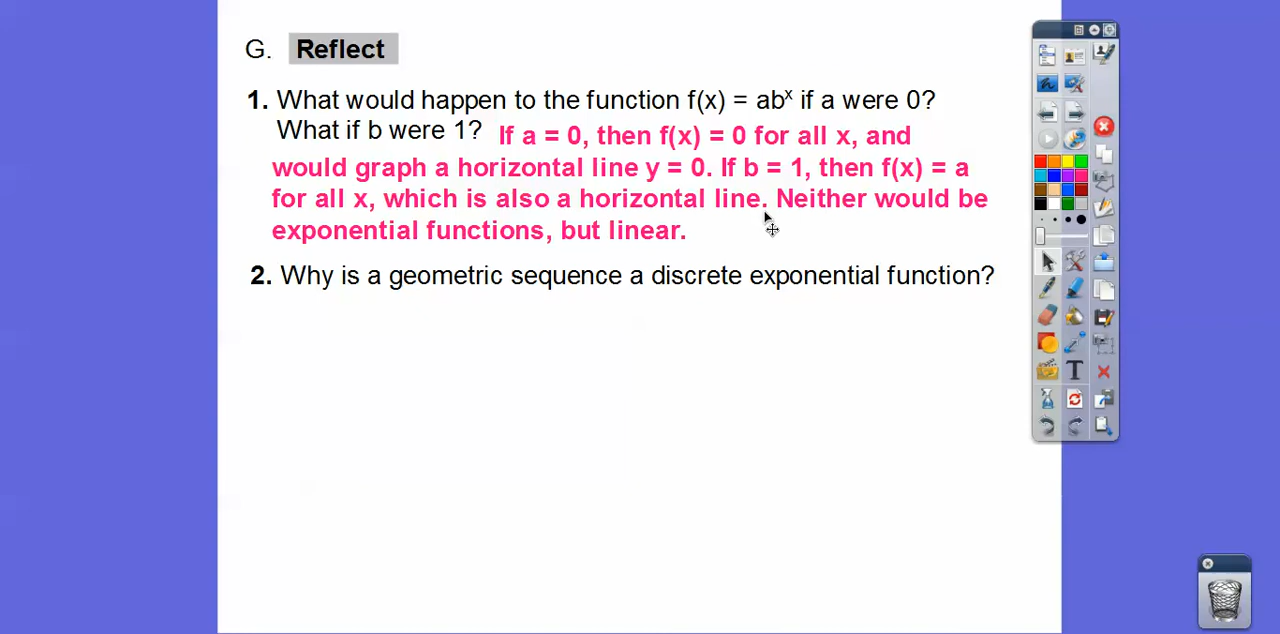 G. Reflect
1. What would happen to the function f(x) = abˣ if a were 0?
What if b were 1? If a = 0, then f(x) = 0 for all x, and
would graph a horizontal line y = 0. If b = 1, then f(x) = a
for all x, which is also a horizontal line. Neither would be
exponential functions, but linear.
2. Why is a geometric sequence a discrete exponential function?